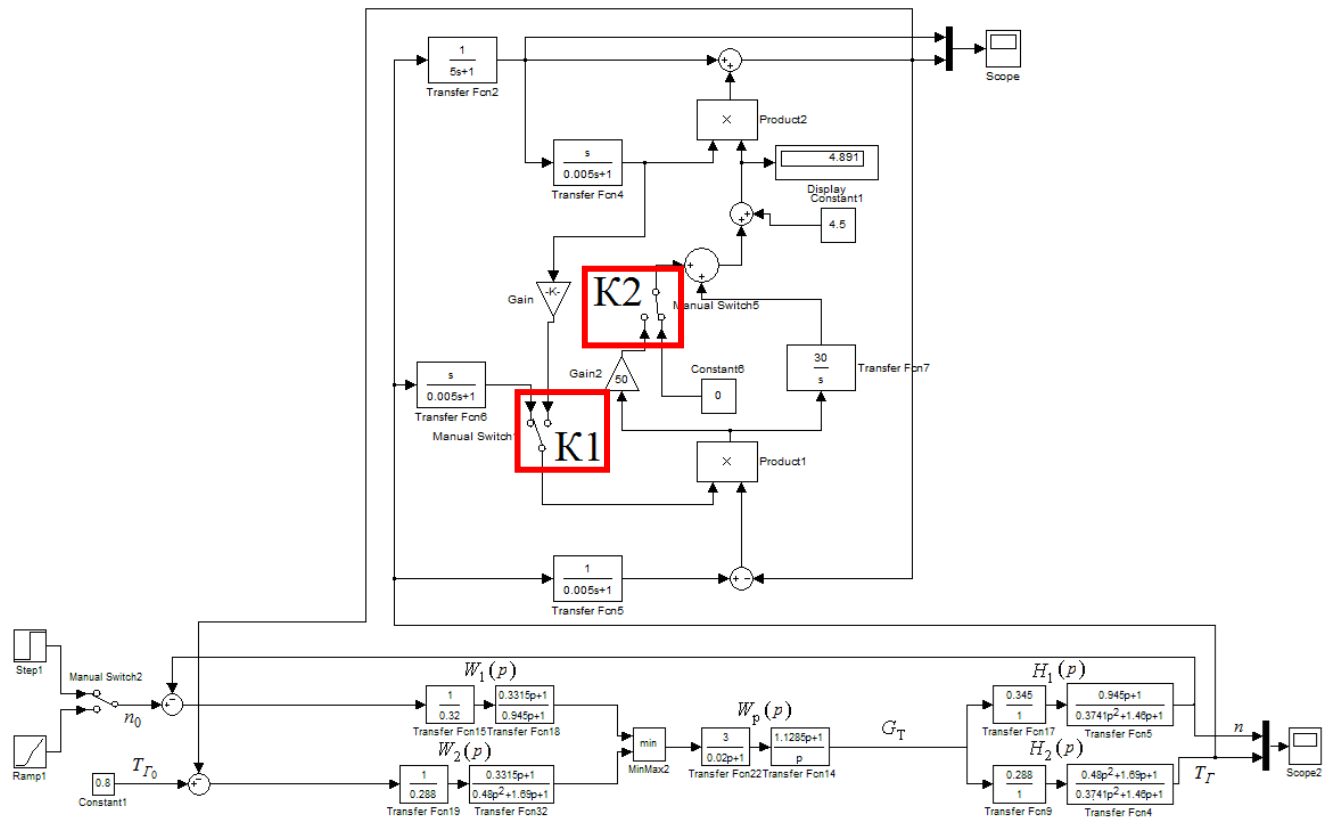 1
5s+1
Transfer Fcn2
+
+
Scope
×
Product2
s
0.005s+1
Transfer Fcn4
4.891
Display
Constant1
+
+
4.5
-K-
Gain
K2
+
+
Manual Switch5
s
0.005s+1
Transfer Fcn6
Gain2
50
Constant6
0
30
s
Transfer Fcn7
Manual Switch1
K1
×
Product1
1
0.005s+1
Transfer Fcn5
+ -
Step1
Manual Switch2
n₀
-
Ramp1
W₁(p)
1
0.32
Transfer Fcn15
0.3315p+1
0.945p+1
Transfer Fcn18
T_Г₀
0.8
Constant1
-
W₂(p)
1
0.288
Transfer Fcn19
0.3315p+1
0.48p²+1.69p+1
Transfer Fcn32
min
MinMax2
Wₚ(p)
3
0.02p+1
Transfer Fcn22
1.1285p+1
p
Transfer Fcn14
G_T
H₁(p)
0.345
1
Transfer Fcn17
0.945p+1
0.3741p²+1.46p+1
Transfer Fcn5
n
H₂(p)
0.288
1
Transfer Fcn9
0.48p²+1.69p+1
0.3741p²+1.46p+1
Transfer Fcn4
T_Г
Scope2